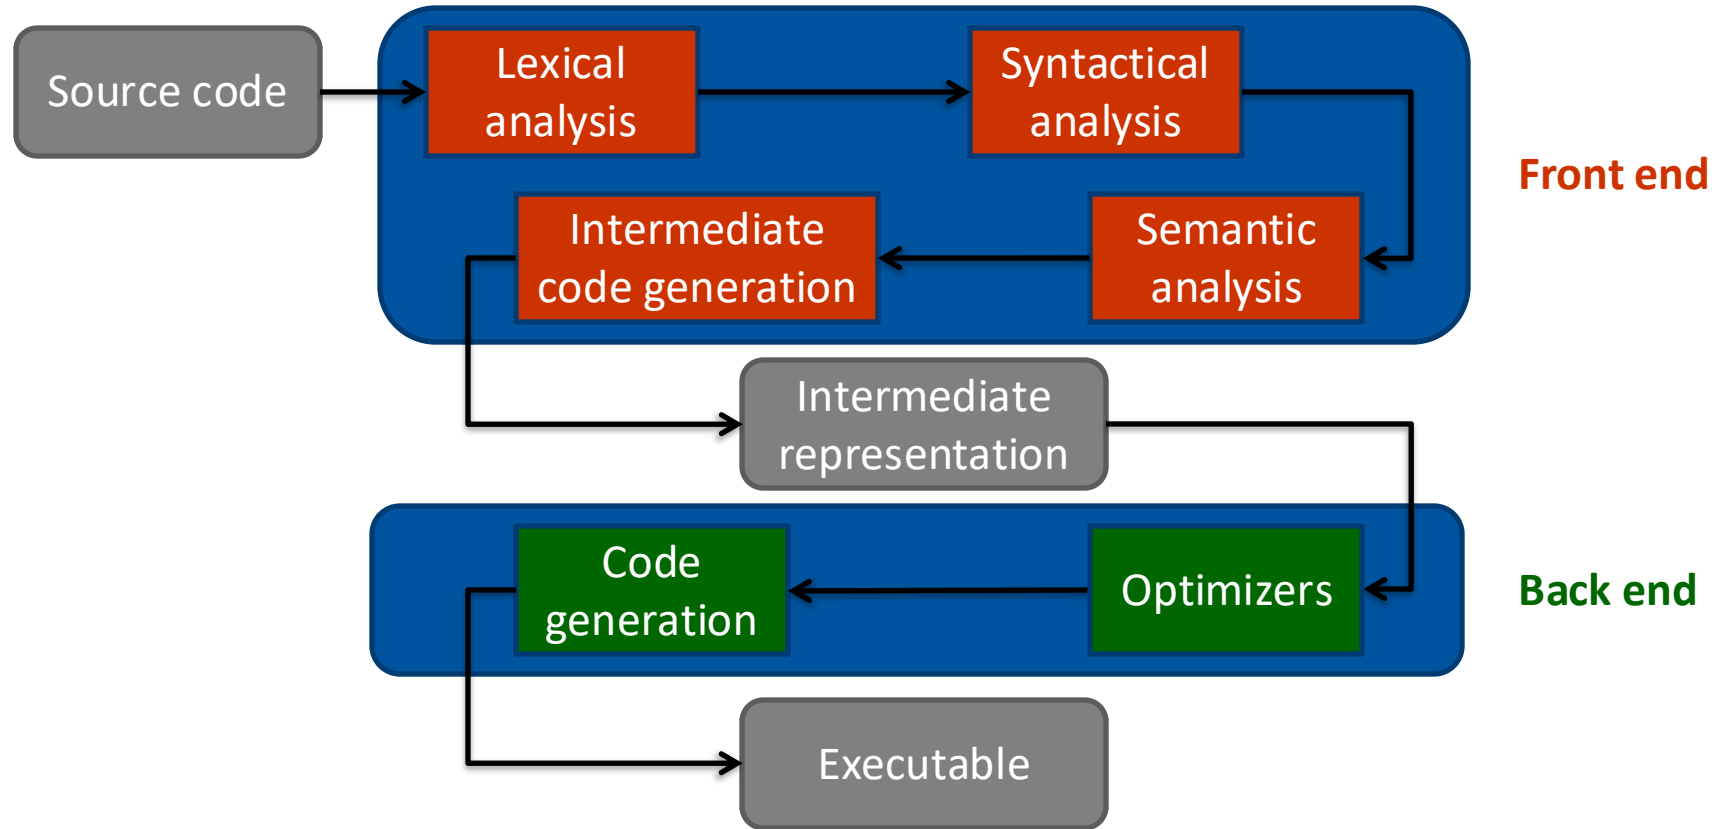 Source code
Lexical
analysis
Syntactical
analysis
Front end
Intermediate
code generation
Semantic
analysis
Intermediate
representation
Code
generation
Optimizers
Back end
Executable